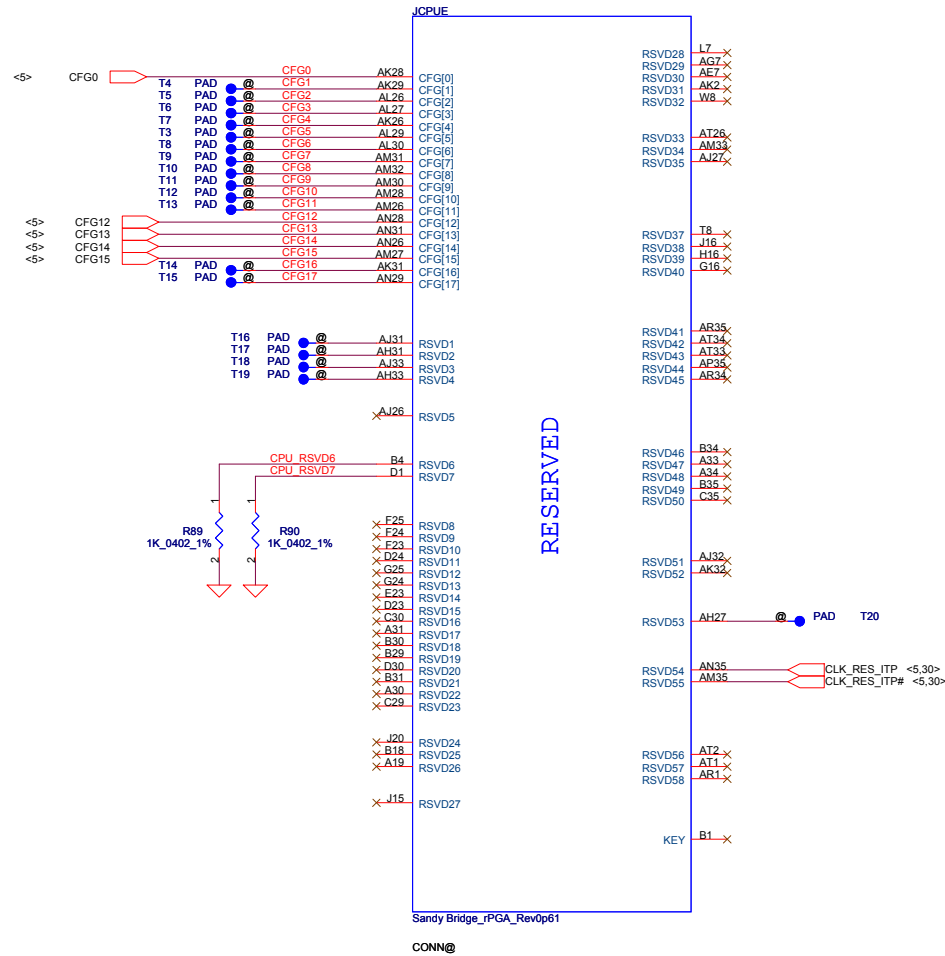 JCPUE
<5> CFG0 CFG0 AK28 CFG[0]
T4 PAD @ CFG1 AK29 CFG[1]
T5 PAD @ CFG2 AL26 CFG[2]
T6 PAD @ CFG3 AL27 CFG[3]
T7 PAD @ CFG4 AK26 CFG[4]
T3 PAD @ CFG5 AL29 CFG[5]
T8 PAD @ CFG6 AL30 CFG[6]
T9 PAD @ CFG7 AM31 CFG[7]
T10 PAD @ CFG8 AM32 CFG[8]
T11 PAD @ CFG9 AM30 CFG[9]
T12 PAD @ CFG10 AM28 CFG[10]
T13 PAD @ CFG11 AM26 CFG[11]
<5> CFG12 CFG12 AN28 CFG[12]
<5> CFG13 CFG13 AN31 CFG[13]
<5> CFG14 CFG14 AN26 CFG[14]
<5> CFG15 CFG15 AM27 CFG[15]
T14 PAD @ CFG16 AK31 CFG[16]
T15 PAD @ CFG17 AN29 CFG[17]
T16 PAD @ AJ31 RSVD1
T17 PAD @ AH31 RSVD2
T18 PAD @ AJ33 RSVD3
T19 PAD @ AH33 RSVD4
AJ26 RSVD5
CPU_RSVD6 B4 RSVD6
CPU_RSVD7 D1 RSVD7
1 1
R89 R90
1K_0402_1% 1K_0402_1%
2 2
F25 RSVD8
F24 RSVD9
F23 RSVD10
D24 RSVD11
G25 RSVD12
G24 RSVD13
E23 RSVD14
D23 RSVD15
C30 RSVD16
A31 RSVD17
B30 RSVD18
B29 RSVD19
D30 RSVD20
B31 RSVD21
A30 RSVD22
C29 RSVD23
J20 RSVD24
B18 RSVD25
A19 RSVD26
J15 RSVD27
RESERVED
RSVD28 L7
RSVD29 AG7
RSVD30 AE7
RSVD31 AK2
RSVD32 W8
RSVD33 AT26
RSVD34 AM33
RSVD35 AJ27
RSVD37 T8
RSVD38 J16
RSVD39 H16
RSVD40 G16
RSVD41 AR35
RSVD42 AT34
RSVD43 AT33
RSVD44 AP35
RSVD45 AR34
RSVD46 B34
RSVD47 A33
RSVD48 A34
RSVD49 B35
RSVD50 C35
RSVD51 AJ32
RSVD52 AK32
RSVD53 AH27 @ PAD T20
RSVD54 AN35 CLK_RES_ITP <5,30>
RSVD55 AM35 CLK_RES_ITP# <5,30>
RSVD56 AT2
RSVD57 AT1
RSVD58 AR1
KEY B1
Sandy Bridge_rPGA_Rev0p61
CONN@